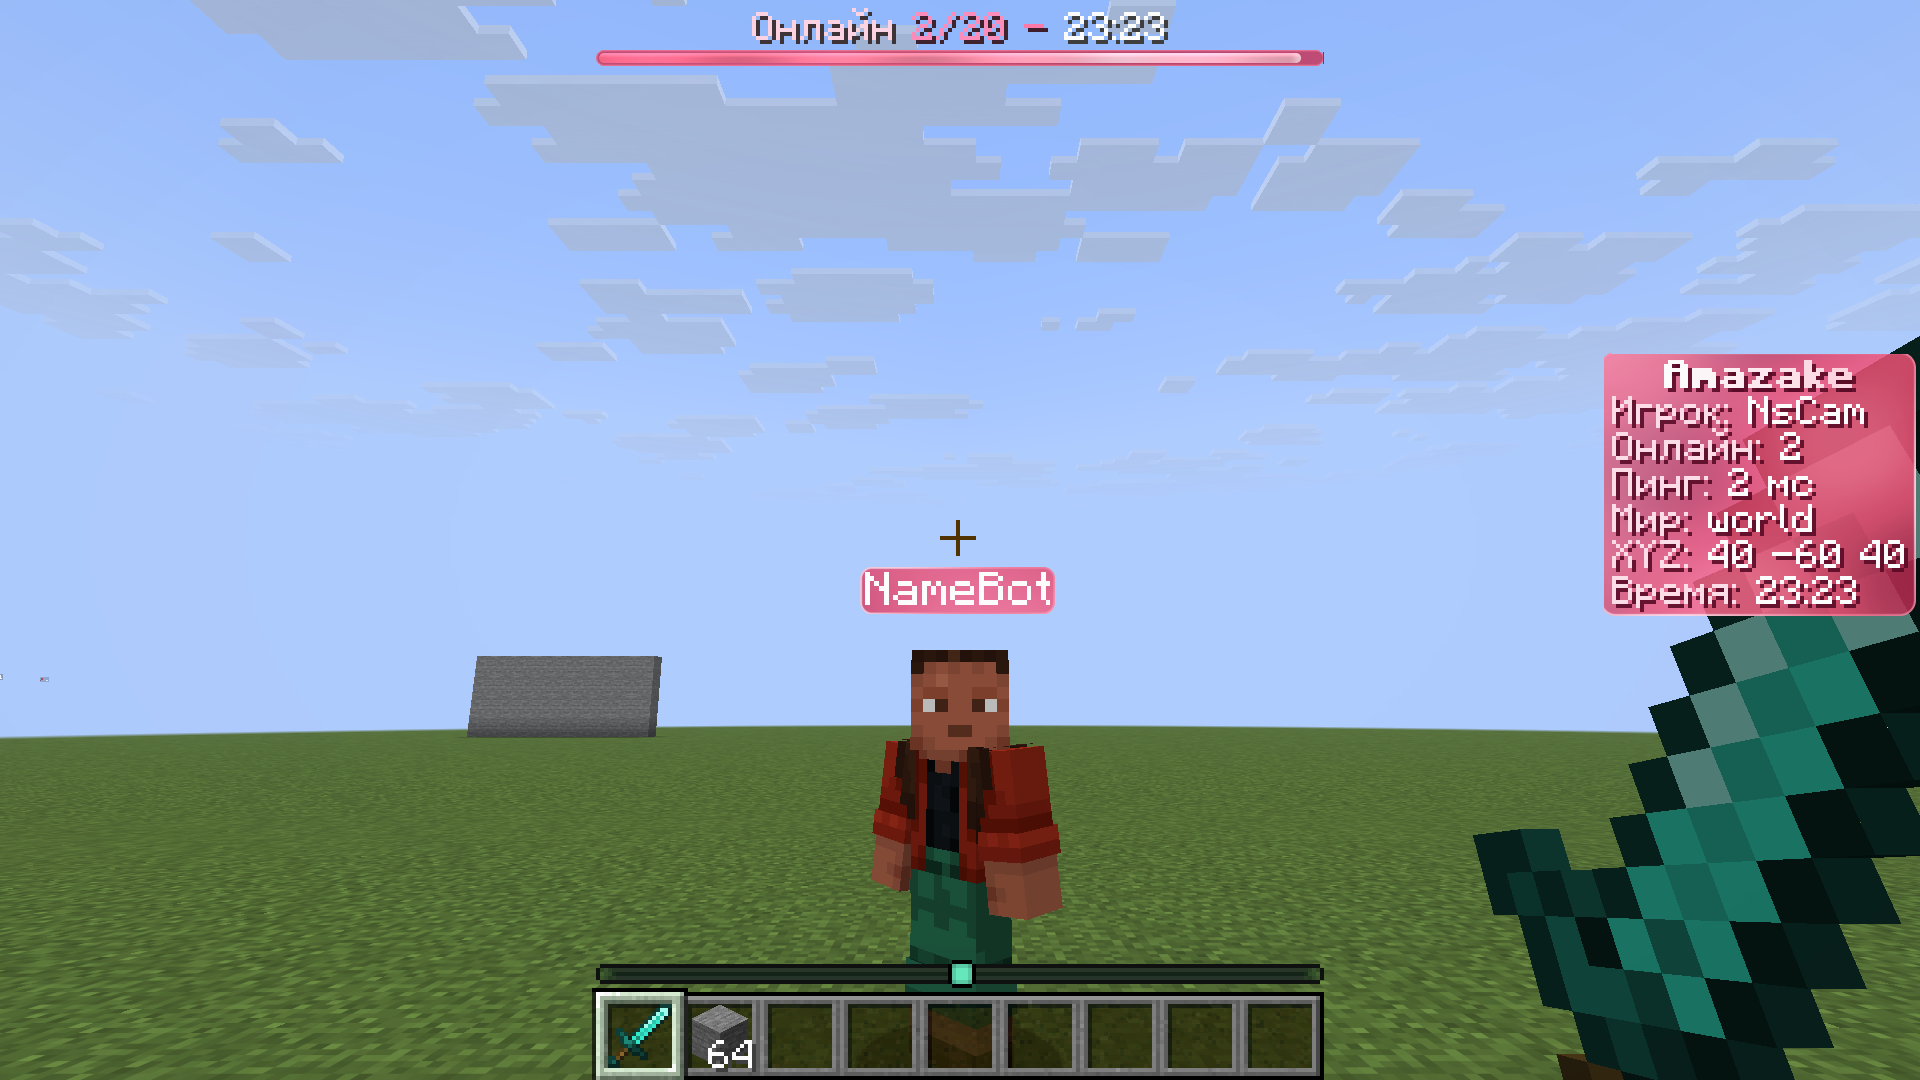 Онлайн 2/20 - 23:23
Amazake
Игрок: NsCam
Онлайн: 2
Пинг: 2 мс
Мир: world
XYZ: 40 -60 40
Время: 23:23
NameBot
64